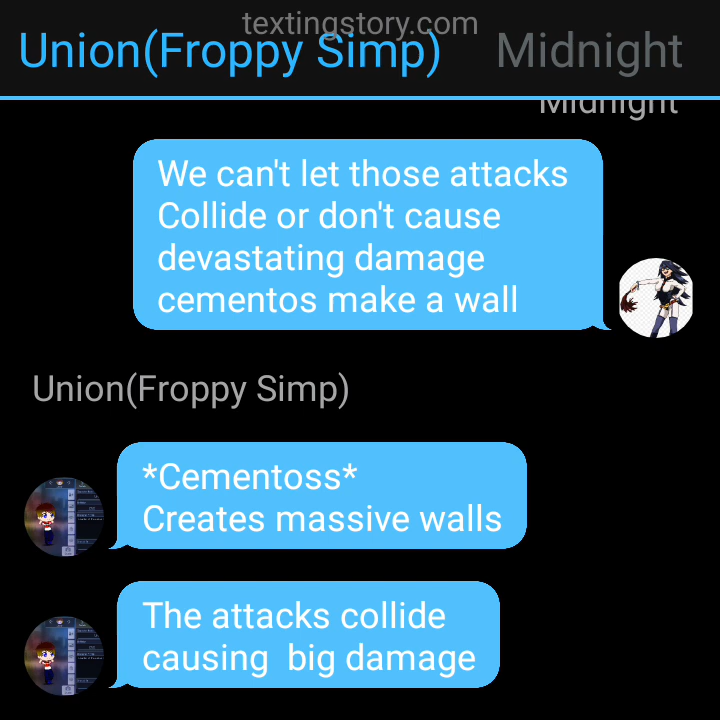 textingstory.com
Union(Froppy Simp) Midnight
Midnight
We can't let those attacks
Collide or don't cause
devastating damage
cementos make a wall
Union(Froppy Simp)
*Cementoss*
Creates massive walls
The attacks collide
causing  big damage